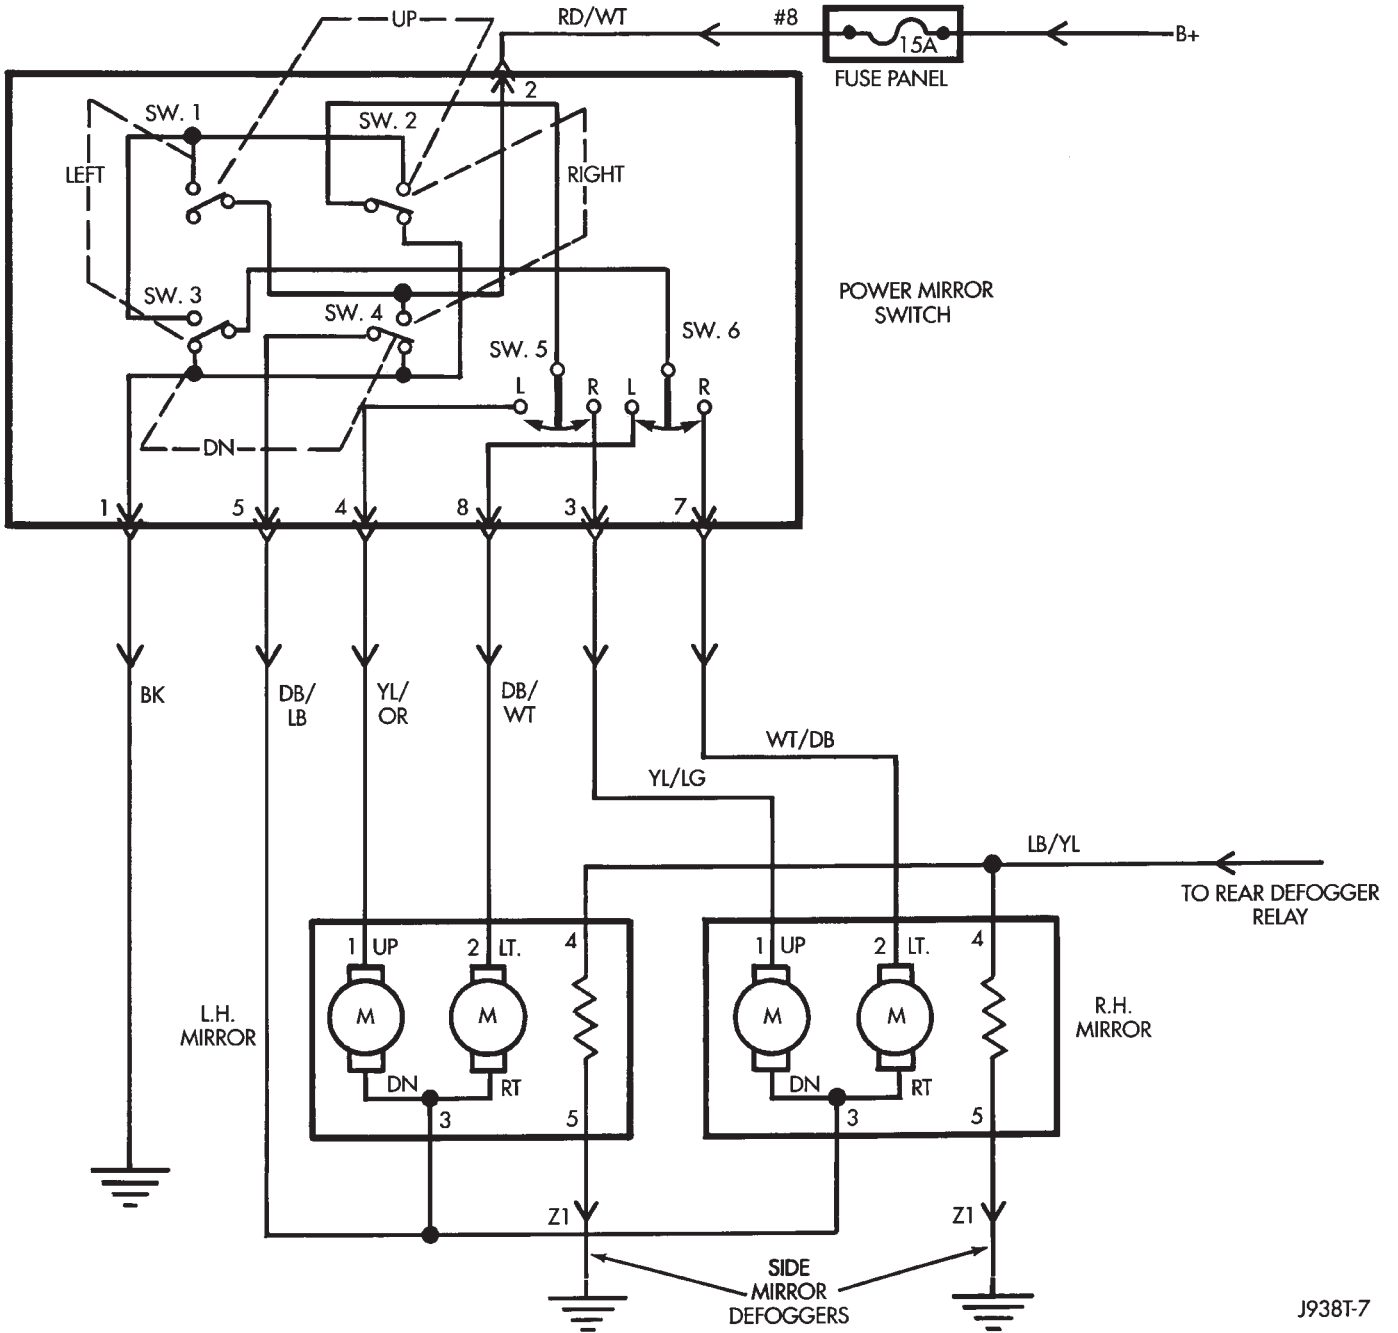 UP
RD/WT
#8
15A
B+
FUSE PANEL
2
SW. 1
SW. 2
LEFT
RIGHT
POWER MIRROR
SWITCH
SW. 3
SW. 4
SW. 5
SW. 6
L
R
L
R
DN
1
5
4
8
3
7
BK
DB/
LB
YL/
OR
DB/
WT
WT/DB
YL/LG
LB/YL
TO REAR DEFOGGER
RELAY
1
UP
2
LT.
4
1
UP
2
LT.
4
L.H.
MIRROR
M
M
M
M
R.H.
MIRROR
DN
RT
3
5
DN
RT
3
5
Z1
Z1
SIDE
MIRROR
DEFOGGERS
J938T-7